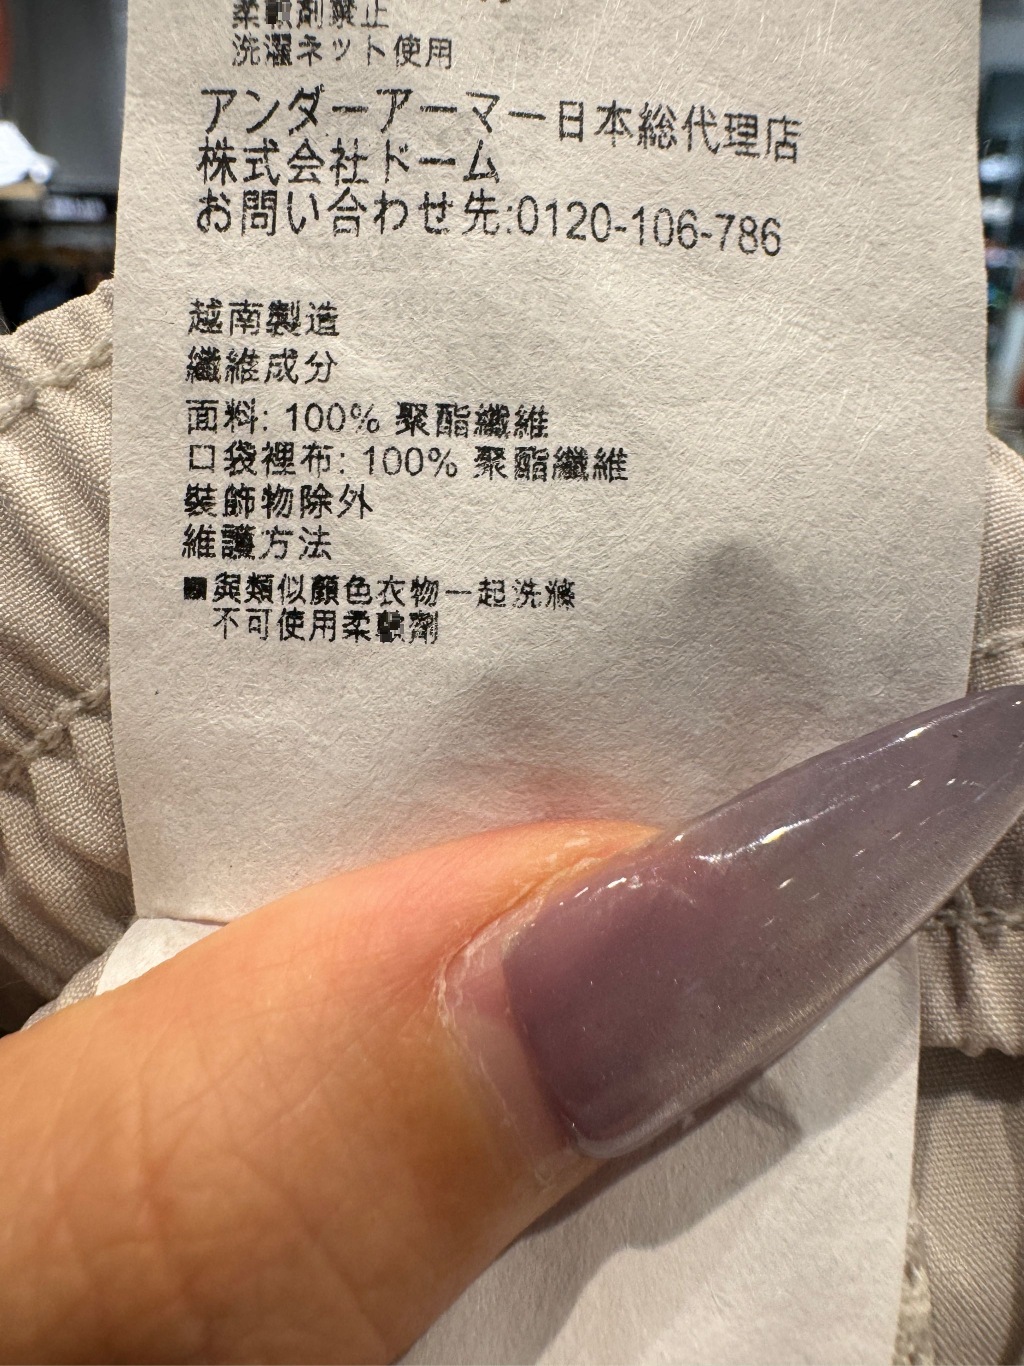 柔軟剤禁止
洗濯ネット使用
アンダーアーマー日本総代理店
株式会社ドーム
お問い合わせ先:0120-106-786
越南製造
纖維成分
面料: 100% 聚酯纖維
口袋裡布: 100% 聚酯纖維
裝飾物除外
維護方法
■與類似顏色衣物一起洗滌
不可使用柔軟劑